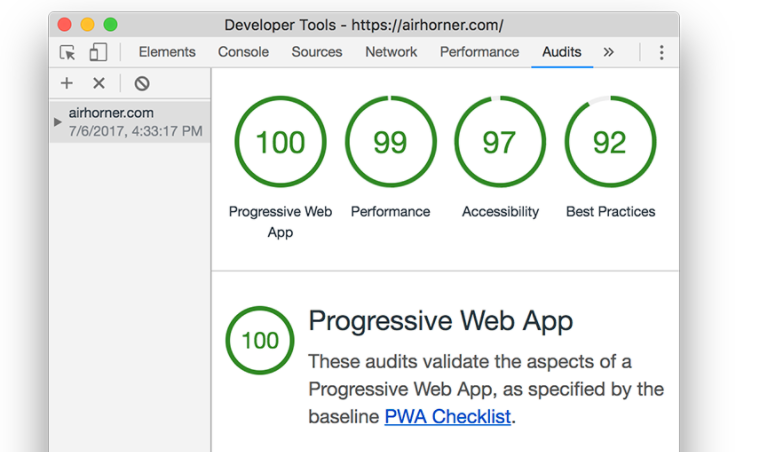 Developer Tools - https://airhorner.com/
Elements Console Sources Network Performance Audits »
airhorner.com
7/6/2017, 4:33:17 PM
100 99 97 92
Progressive Web App Performance Accessibility Best Practices
100
Progressive Web App
These audits validate the aspects of a
Progressive Web App, as specified by the
baseline PWA Checklist.